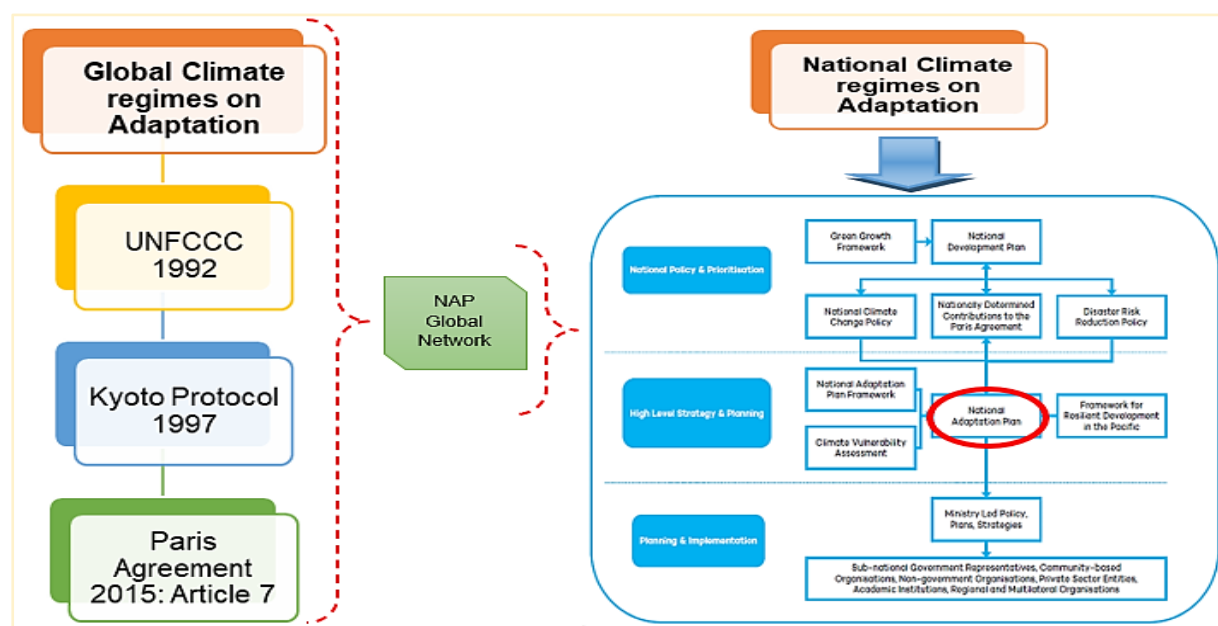 Global Climate
regimes on
Adaptation
UNFCCC
1992
Kyoto Protocol
1997
Paris
Agreement
2015: Article 7
NAP
Global
Network
National Climate
regimes on
Adaptation
National Policy & Prioritisation
Green Growth
Framework
National
Development Plan
National Climate
Change Policy
Nationally Determined
Contributions to the
Paris Agreement
Disaster Risk
Reduction Policy
High Level Strategy & Planning
National Adaptation
Plan Framework
Climate Vulnerability
Assessment
National
Adaptation Plan
Framework for
Resilient Development
in the Pacific
Planning & Implementation
Ministry Led Policy,
Plans, Strategies
Sub-national Government Representatives, Community-based
Organisations, Non-government Organisations, Private Sector Entities,
Academic Institutions, Regional and Multilateral Organisations